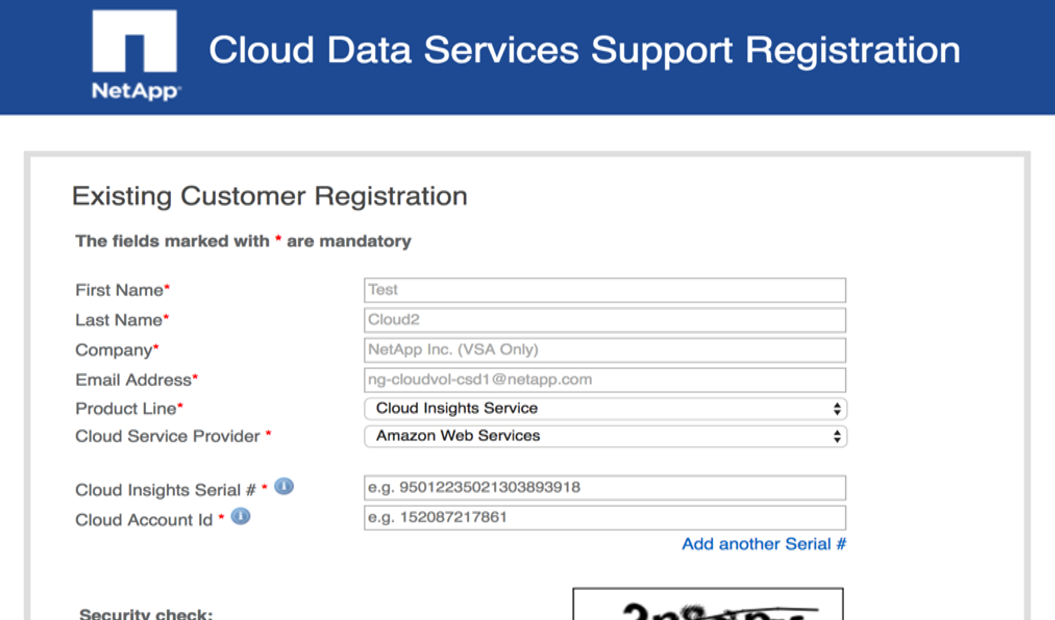 Cloud Data Services Support Registration
NetApp
Existing Customer Registration
The fields marked with * are mandatory
First Name* Test
Last Name* Cloud2
Company* NetApp Inc. (VSA Only)
Email Address* ng-cloudvol-csd1@netapp.com
Product Line* Cloud Insights Service
Cloud Service Provider * Amazon Web Services
Cloud Insights Serial # * e.g. 95012235021303893918
Cloud Account Id * e.g. 152087217861
Add another Serial #
Security check: